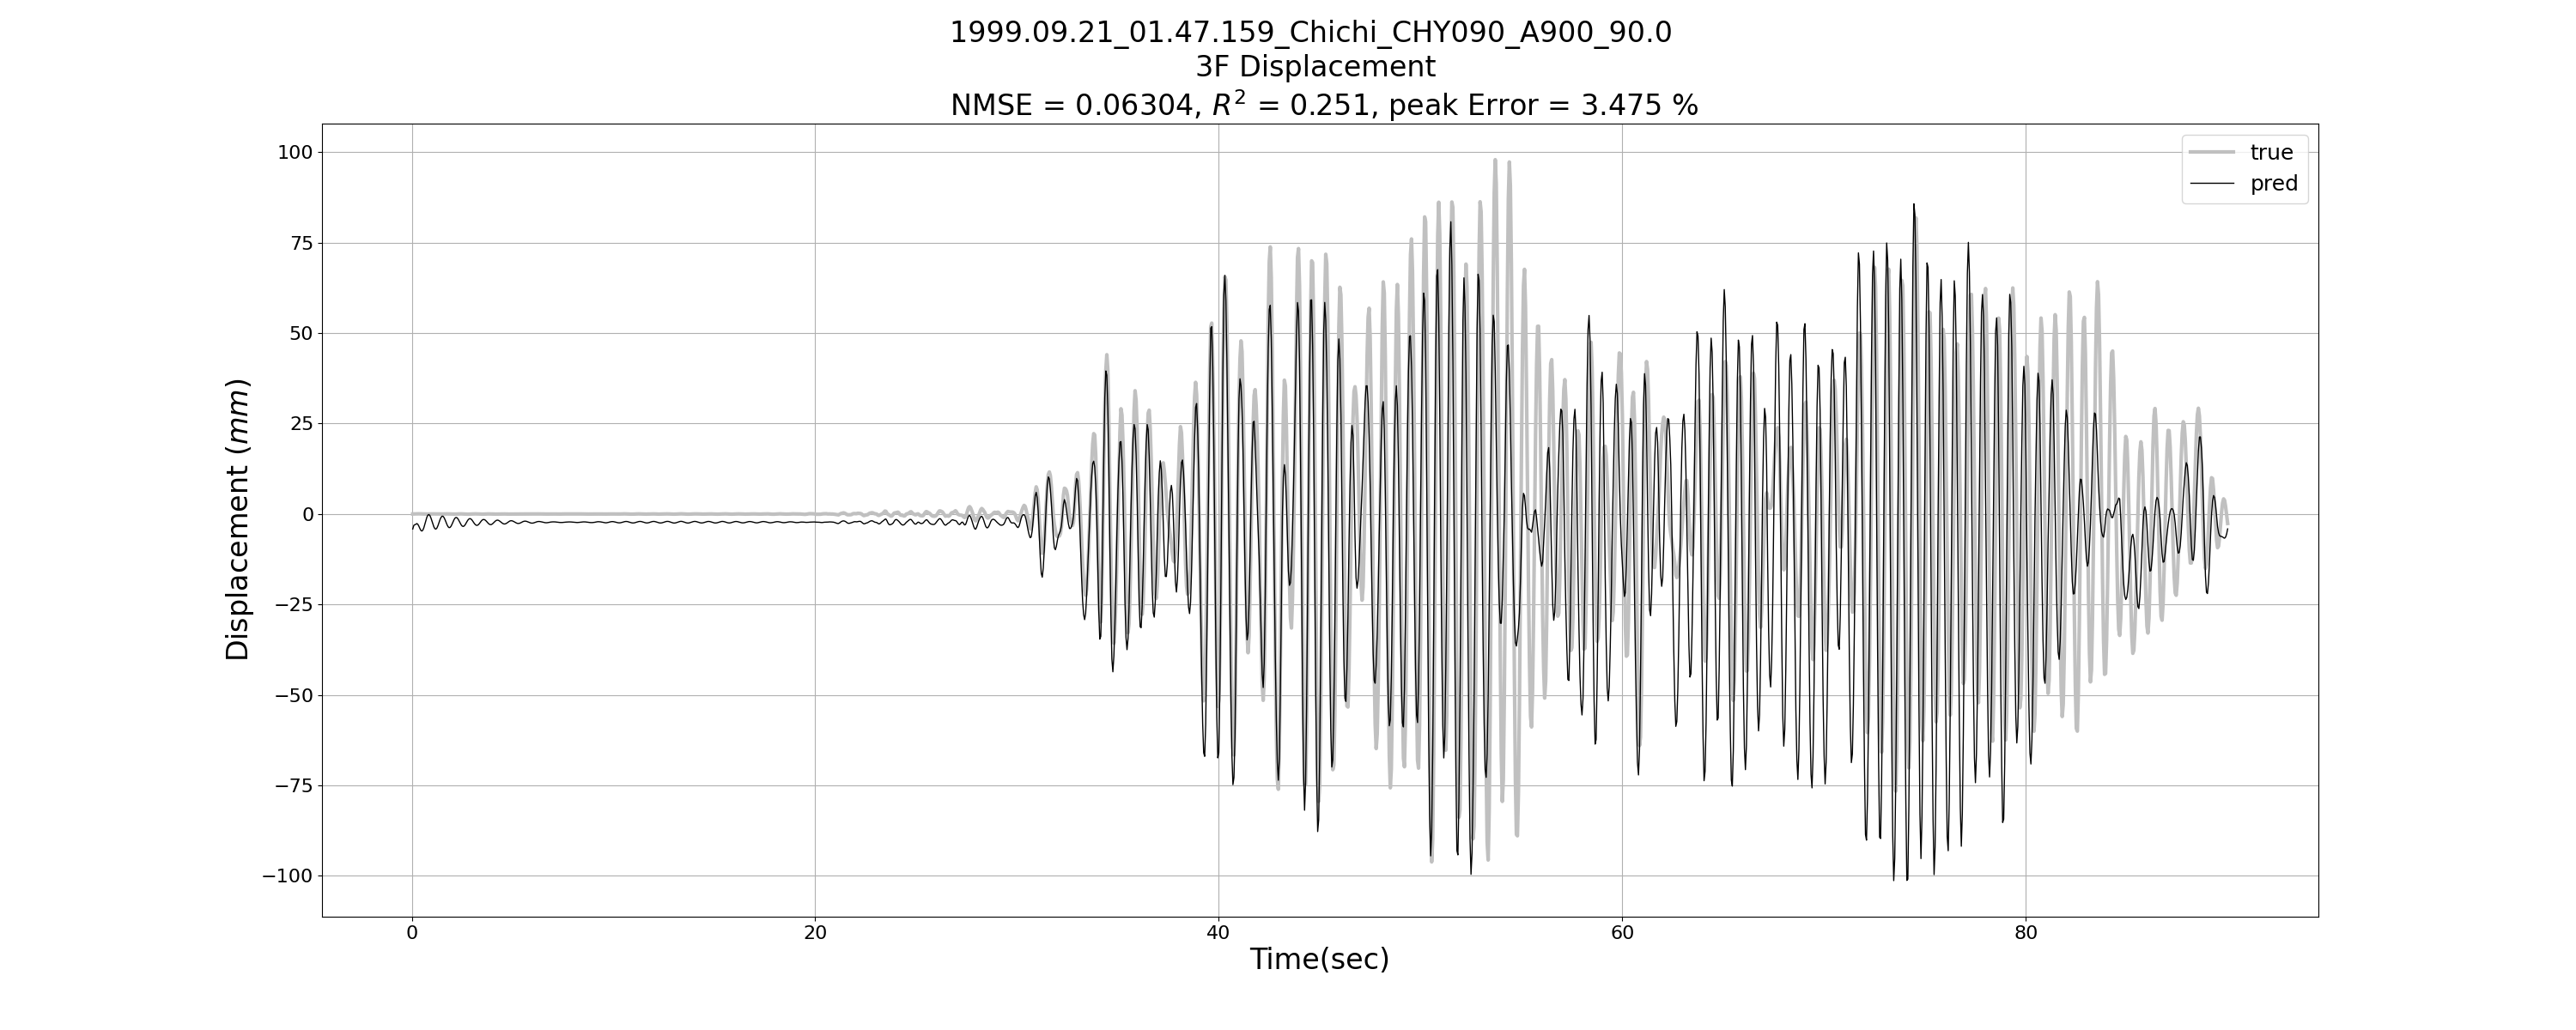 1999.09.21_01.47.159_Chichi_CHY090_A900_90.0
3F Displacement
NMSE = 0.06304, R² = 0.251, peak Error = 3.475 %
true
pred
Displacement (mm)
100
75
50
25
0
−25
−50
−75
−100
0
20
40
60
80
Time(sec)